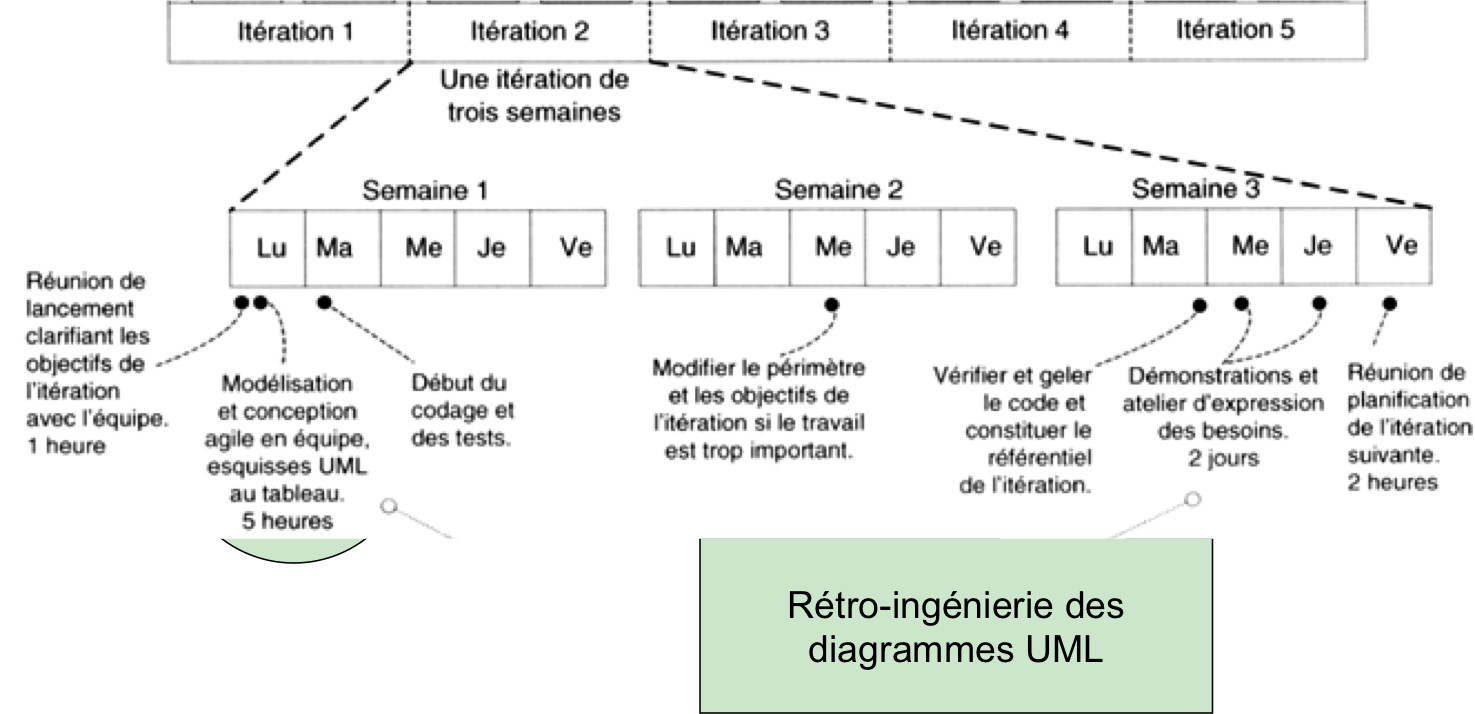 Itération 1
Itération 2
Itération 3
Itération 4
Itération 5
Une itération de
trois semaines
Semaine 1
Semaine 2
Semaine 3
Lu
Ma
Me
Je
Ve
Lu
Ma
Me
Je
Ve
Lu
Ma
Me
Je
Ve
Réunion de
lancement
clarifiant les
objectifs de
l'itération
avec l'équipe.
1 heure
Modélisation
et conception
agile en équipe,
esquisses UML
au tableau.
5 heures
Début du
codage et
des tests.
Modifier le périmètre
et les objectifs de
l'itération si le travail
est trop important.
Vérifier et geler
le code et
constituer le
référentiel
de l'itération.
Démonstrations et
atelier d'expression
des besoins.
2 jours
Réunion de
planification
de l'itération
suivante.
2 heures
Rétro-ingénierie des
diagrammes UML